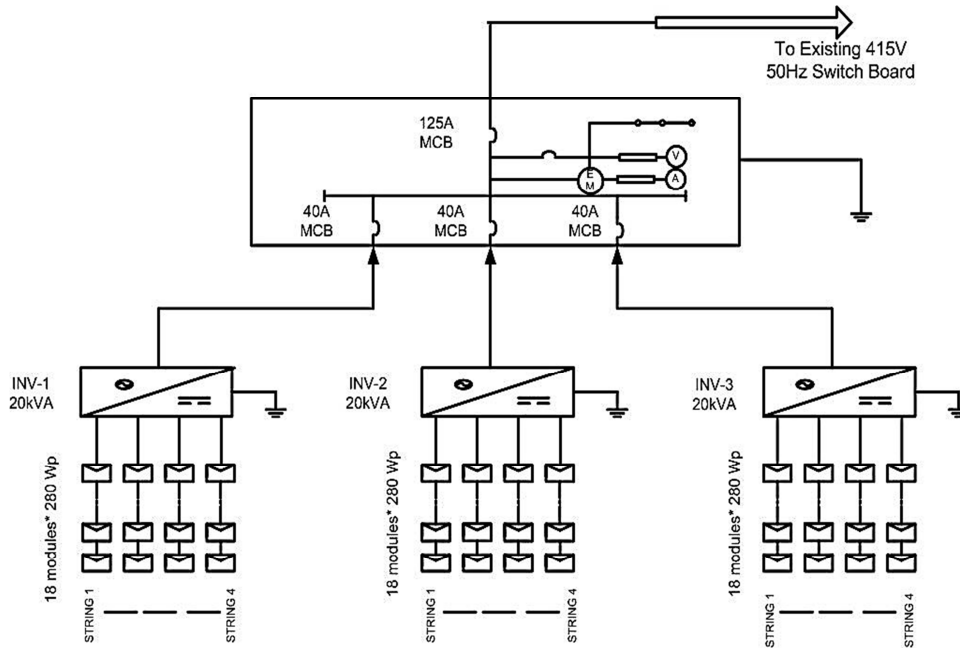 To Existing 415V
50Hz Switch Board
125A
MCB
V
E
M
A
40A
MCB
40A
MCB
40A
MCB
INV-1
20kVA
INV-2
20kVA
INV-3
20kVA
18 modules* 280 Wp
18 modules* 280 Wp
18 modules* 280 Wp
STRING 1
STRING 4
STRING 1
STRING 4
STRING 1
STRING 4